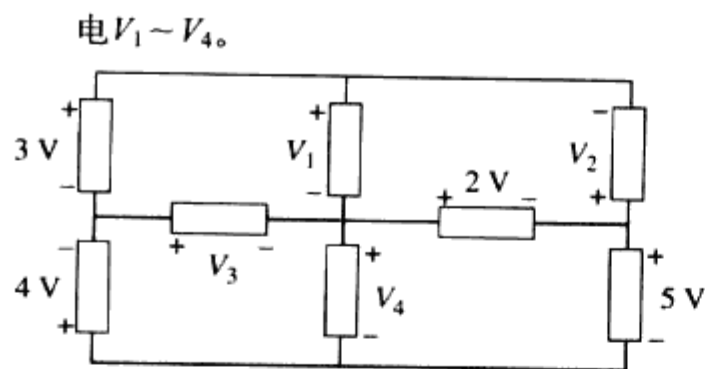 电V₁~V₄。
+ + −
3 V V₁ V₂
− − + 2 V − +
− + − + +
4 V V₃ V₄ 5 V
+ − −